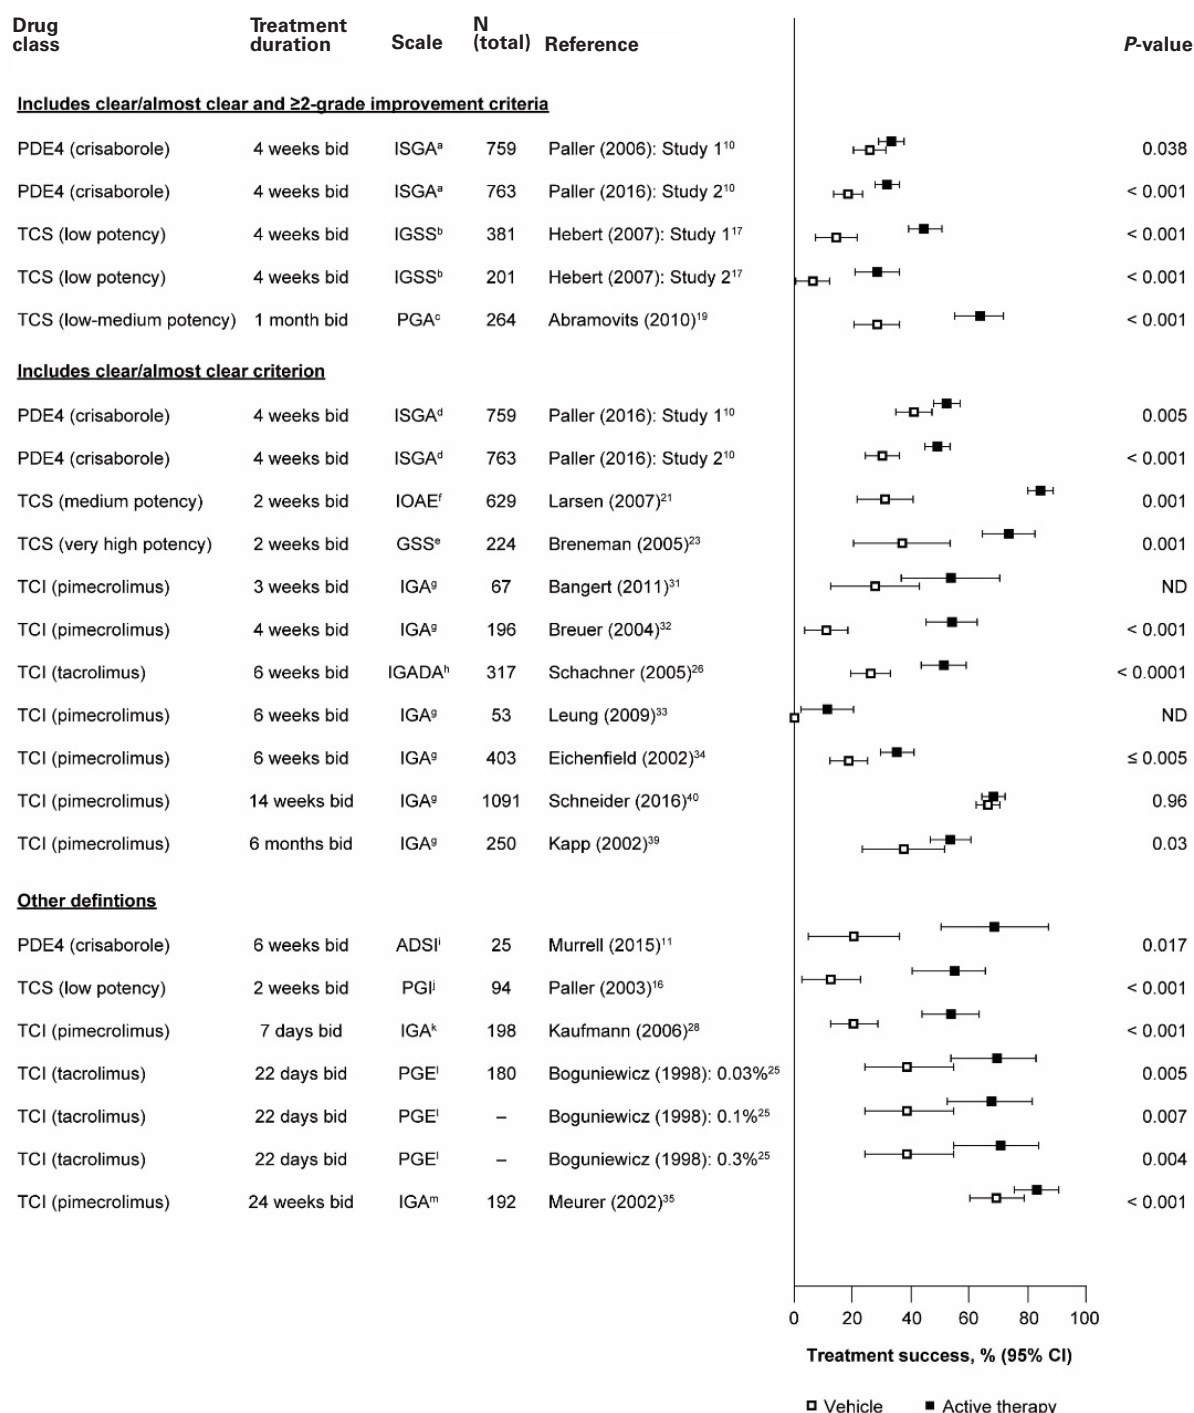 Drug class Treatment duration Scale N (total) Reference P-value
Includes clear/almost clear and ≥2-grade improvement criteria
PDE4 (crisaborole) 4 weeks bid ISGAᵃ 759 Paller (2006): Study 1¹⁰ 0.038
PDE4 (crisaborole) 4 weeks bid ISGAᵃ 763 Paller (2016): Study 2¹⁰ < 0.001
TCS (low potency) 4 weeks bid IGSSᵇ 381 Hebert (2007): Study 1¹⁷ < 0.001
TCS (low potency) 4 weeks bid IGSSᵇ 201 Hebert (2007): Study 2¹⁷ < 0.001
TCS (low-medium potency) 1 month bid PGAᶜ 264 Abramovits (2010)¹⁹ < 0.001
Includes clear/almost clear criterion
PDE4 (crisaborole) 4 weeks bid ISGAᵈ 759 Paller (2016): Study 1¹⁰ 0.005
PDE4 (crisaborole) 4 weeks bid ISGAᵈ 763 Paller (2016): Study 2¹⁰ < 0.001
TCS (medium potency) 2 weeks bid IOAEᶠ 629 Larsen (2007)²¹ 0.001
TCS (very high potency) 2 weeks bid GSSᵉ 224 Breneman (2005)²³ 0.001
TCI (pimecrolimus) 3 weeks bid IGAᵍ 67 Bangert (2011)³¹ ND
TCI (pimecrolimus) 4 weeks bid IGAᵍ 196 Breuer (2004)³² < 0.001
TCI (tacrolimus) 6 weeks bid IGADAʰ 317 Schachner (2005)²⁶ < 0.0001
TCI (pimecrolimus) 6 weeks bid IGAᵍ 53 Leung (2009)³³ ND
TCI (pimecrolimus) 6 weeks bid IGAᵍ 403 Eichenfield (2002)³⁴ ≤ 0.005
TCI (pimecrolimus) 14 weeks bid IGAᵍ 1091 Schneider (2016)⁴⁰ 0.96
TCI (pimecrolimus) 6 months bid IGAᵍ 250 Kapp (2002)³⁹ 0.03
Other defintions
PDE4 (crisaborole) 6 weeks bid ADSIⁱ 25 Murrell (2015)¹¹ 0.017
TCS (low potency) 2 weeks bid PGIʲ 94 Paller (2003)¹⁶ < 0.001
TCI (pimecrolimus) 7 days bid IGAᵏ 198 Kaufmann (2006)²⁸ < 0.001
TCI (tacrolimus) 22 days bid PGEˡ 180 Boguniewicz (1998): 0.03%²⁵ 0.005
TCI (tacrolimus) 22 days bid PGEˡ – Boguniewicz (1998): 0.1%²⁵ 0.007
TCI (tacrolimus) 22 days bid PGEˡ – Boguniewicz (1998): 0.3%²⁵ 0.004
TCI (pimecrolimus) 24 weeks bid IGAᵐ 192 Meurer (2002)³⁵ < 0.001
0 20 40 60 80 100
Treatment success, % (95% CI)
Vehicle Active therapy